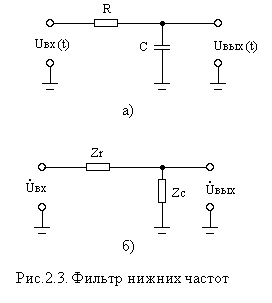 R
Uвх (t)
C
Uвых (t)
а)
Zr
U̇вх
Zc
U̇вых
б)
Рис.2.3. Фильтр нижних частот